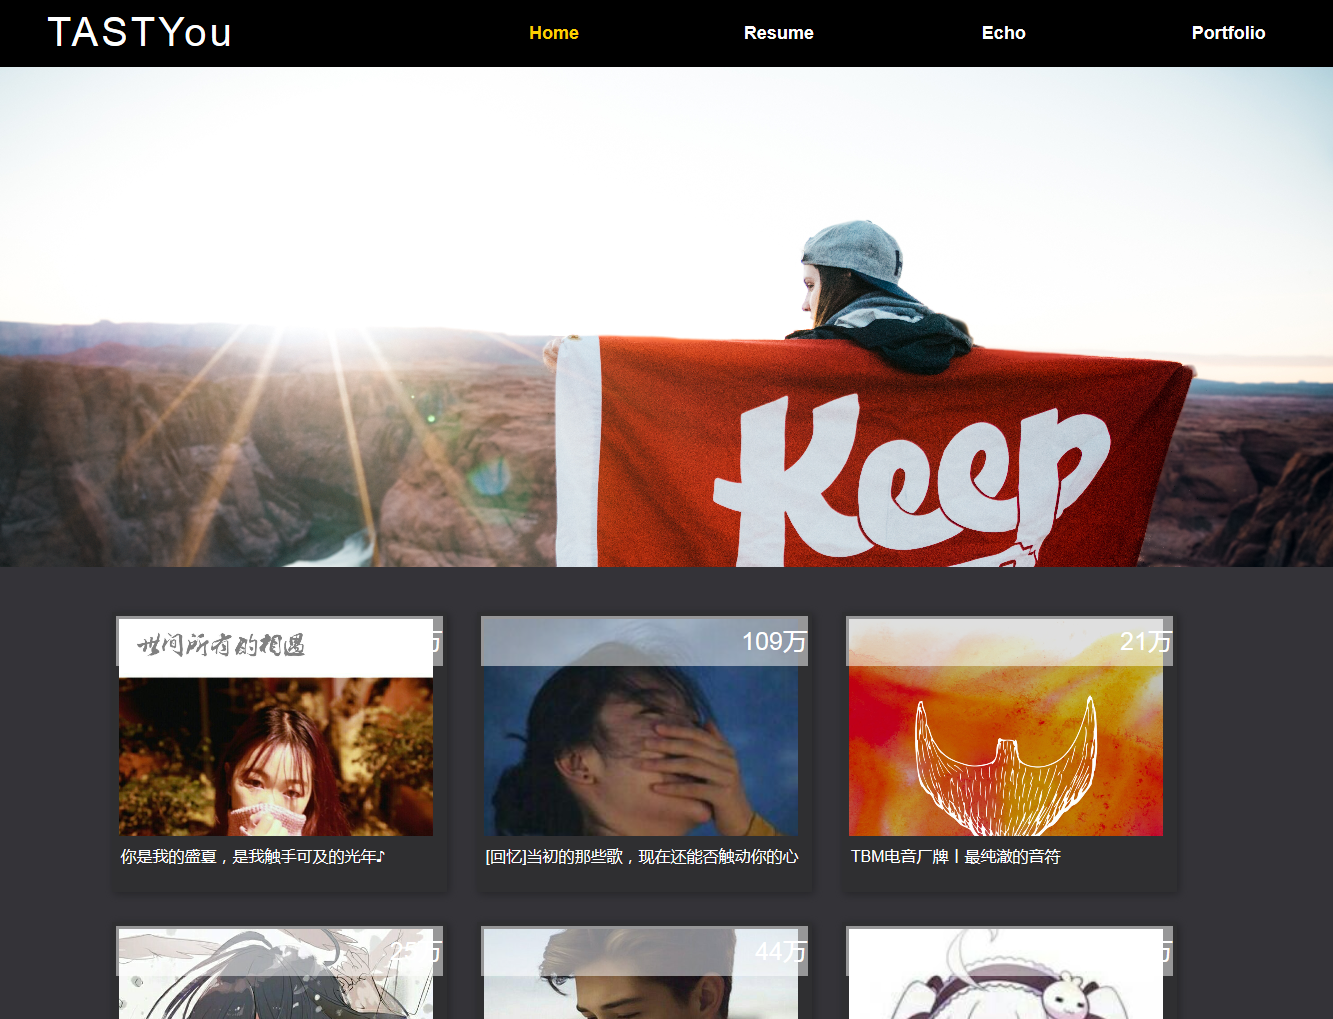 TASTYou
Home
Resume
Echo
Portfolio
Keep
世间所有的相遇
万
109万
21万
你是我的盛夏，是我触手可及的光年♪
[回忆]当初的那些歌，现在还能否触动你的心
TBM电音厂牌丨最纯澈的音符
25万
44万
万